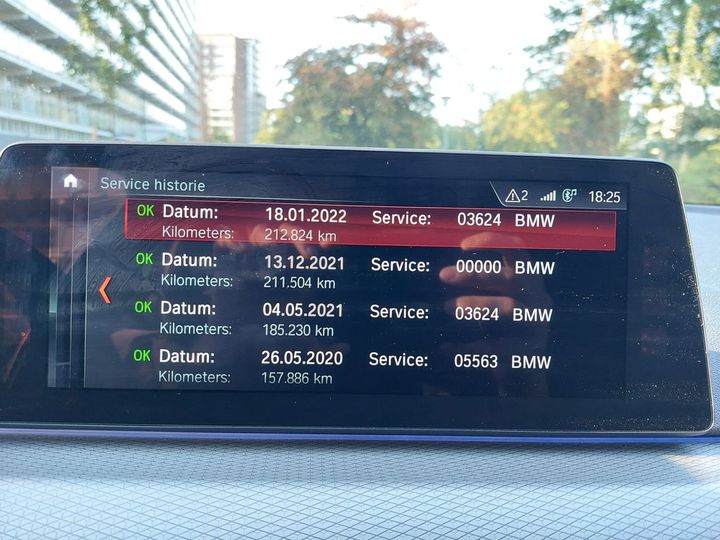 Service historie
2 18:25
OK Datum: 18.01.2022 Service: 03624 BMW
Kilometers: 212.824 km
OK Datum: 13.12.2021 Service: 00000 BMW
Kilometers: 211.504 km
OK Datum: 04.05.2021 Service: 03624 BMW
Kilometers: 185.230 km
OK Datum: 26.05.2020 Service: 05563 BMW
Kilometers: 157.886 km